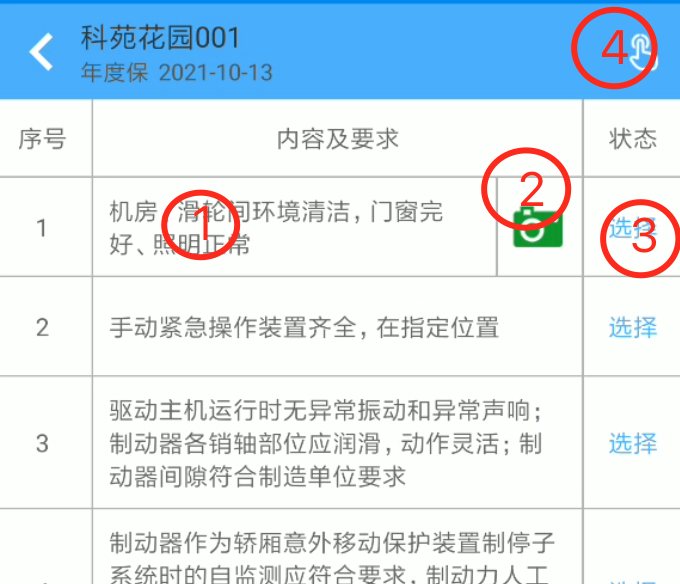 科苑花园001
年度保 2021-10-13
4
序号 内容及要求 状态
1 机房、滑轮间环境清洁，门窗完
好、照明正常
选择
1
2
3
2 手动紧急操作装置齐全，在指定位置 选择
驱动主机运行时无异常振动和异常声响；
3 制动器各销轴部位应润滑，动作灵活；制 选择
动器间隙符合制造单位要求
制动器作为轿厢意外移动保护装置制停子
系统时的自监测应符合要求，制动力人工